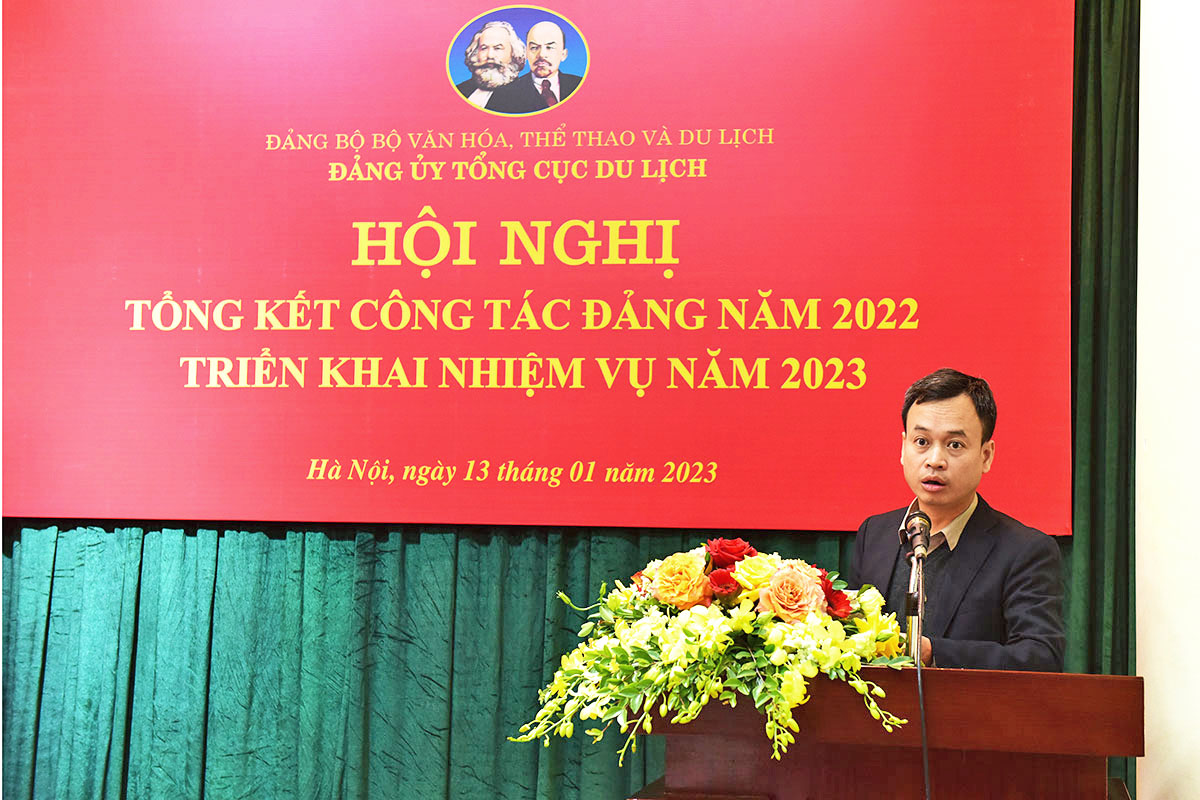 ĐẢNG BỘ BỘ VĂN HÓA, THỂ THAO VÀ DU LỊCH
ĐẢNG ỦY TỔNG CỤC DU LỊCH
HỘI NGHỊ
TỔNG KẾT CÔNG TÁC ĐẢNG NĂM 2022
TRIỂN KHAI NHIỆM VỤ NĂM 2023
Hà Nội, ngày 13 tháng 01 năm 2023